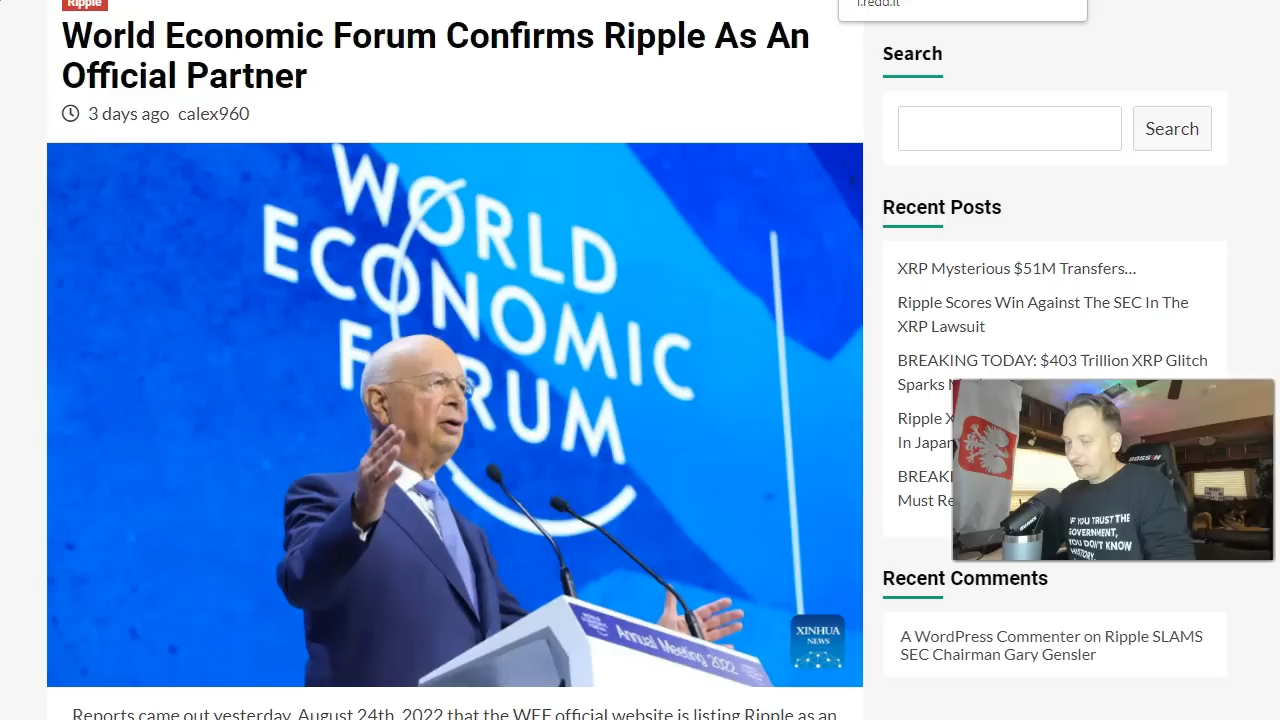 i.redd.it
Ripple
World Economic Forum Confirms Ripple As An
Official Partner
3 days ago calex960
WORLD
ECONOMIC
FORUM
Annual Meeting 2022
XINHUA
NEWS
Reports came out yesterday, August 24th, 2022 that the WEF official website is listing Ripple as an
Search
Search
Recent Posts
XRP Mysterious $51M Transfers…
Ripple Scores Win Against The SEC In The
XRP Lawsuit
BREAKING TODAY: $403 Trillion XRP Glitch
Sparks
Ripple
In Japan
Must
IF YOU TRUST THE
GOVERNMENT,
YOU DON'T KNOW
HISTORY.
Recent Comments
A WordPress Commenter on Ripple SLAMS
SEC Chairman Gary Gensler